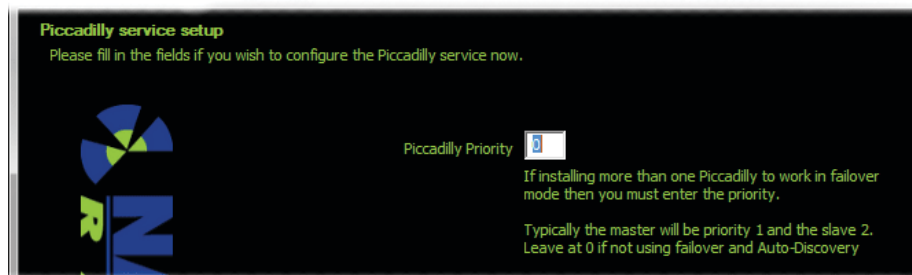 Piccadilly service setup
Please fill in the fields if you wish to configure the Piccadilly service now.
Piccadilly Priority 0
If installing more than one Piccadilly to work in failover
mode then you must enter the priority.
Typically the master will be priority 1 and the slave 2.
Leave at 0 if not using failover and Auto-Discovery